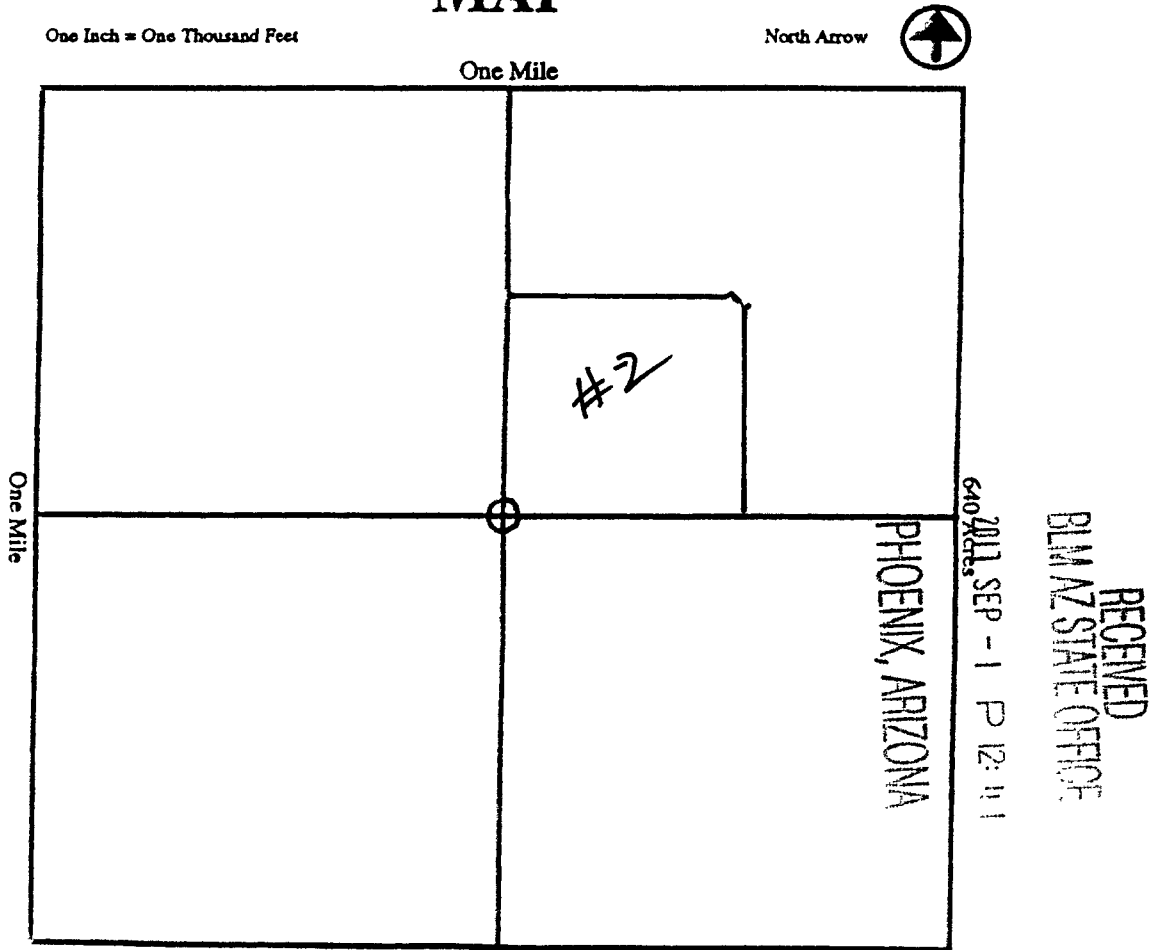 MAP
One Inch = One Thousand Feet
North Arrow
One Mile
#2
One Mile
640 Acres
RECEIVED
BLM AZ STATE OFFICE
SEP - 1 P 12:
PHOENIX, ARIZONA